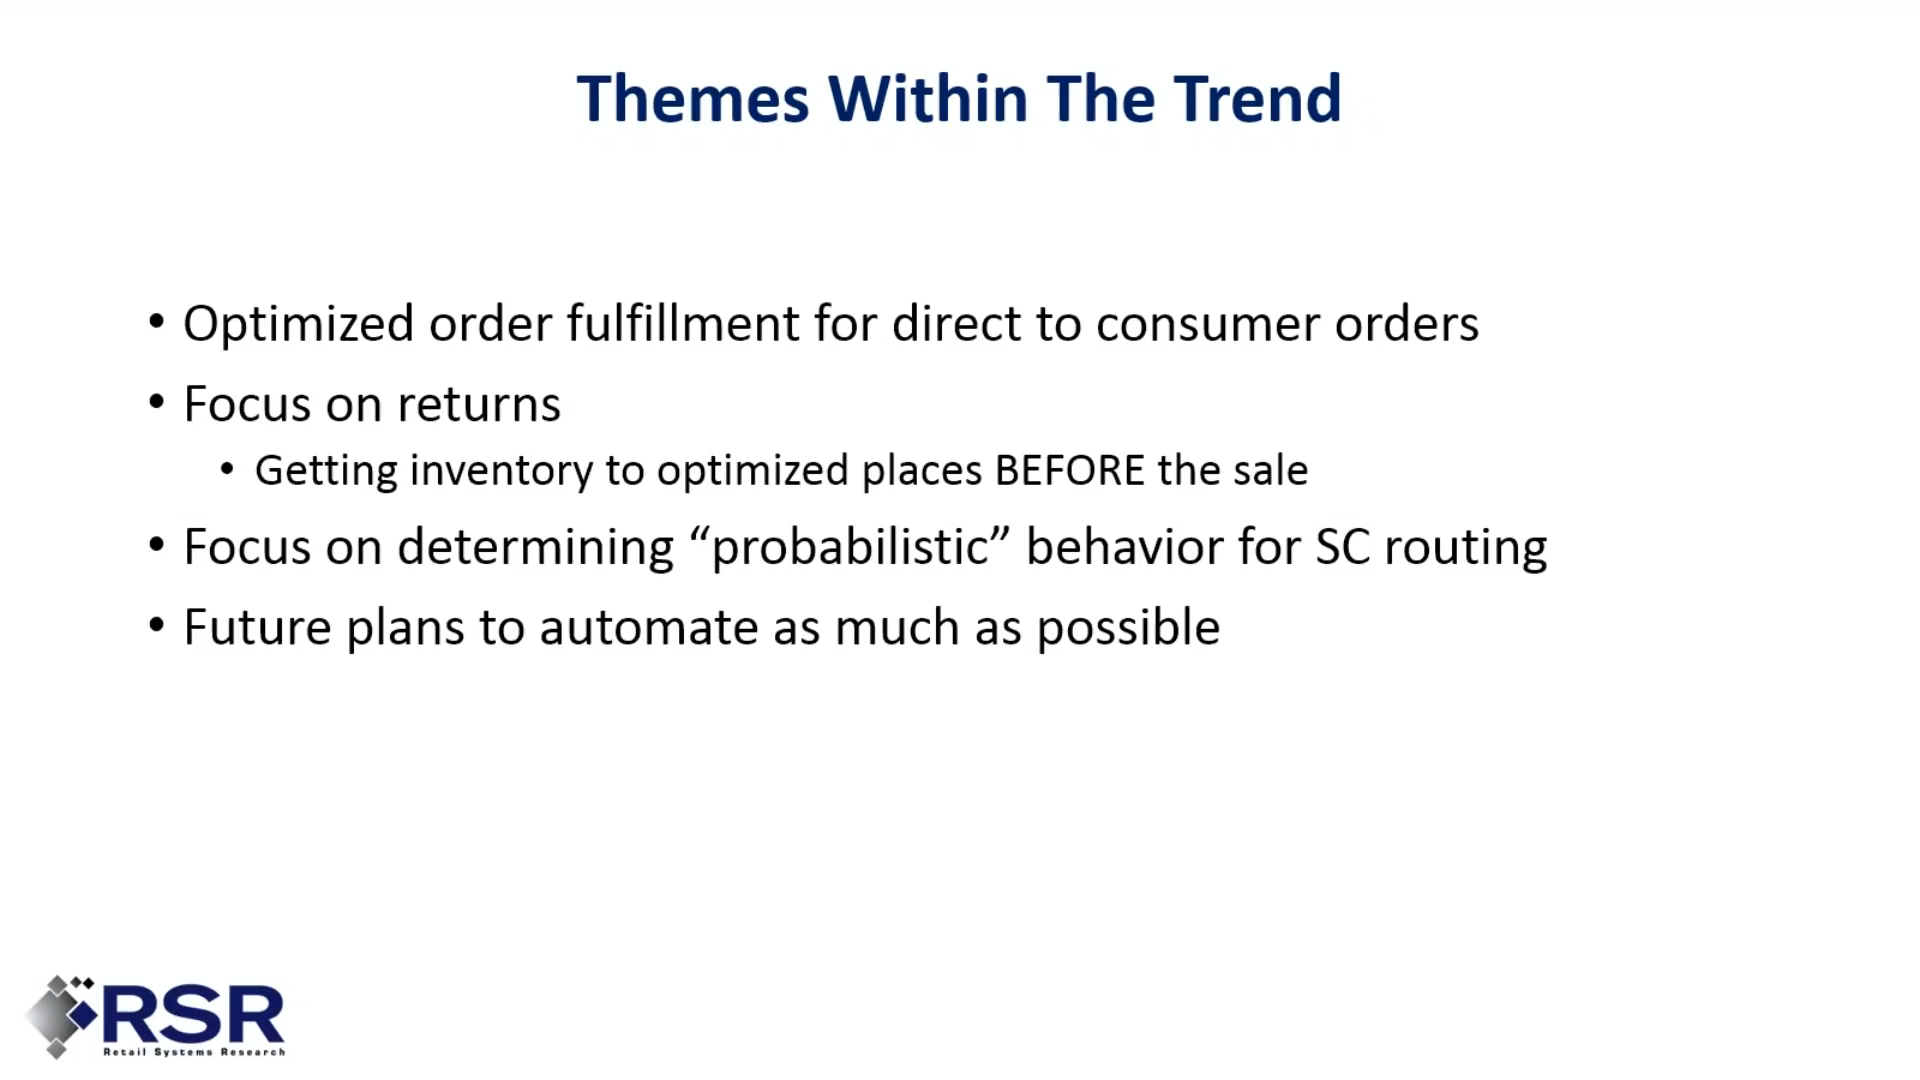 Themes Within The Trend
• Optimized order fulfillment for direct to consumer orders
• Focus on returns
• Getting inventory to optimized places BEFORE the sale
• Focus on determining “probabilistic” behavior for SC routing
• Future plans to automate as much as possible
RSR
Retail Systems Research